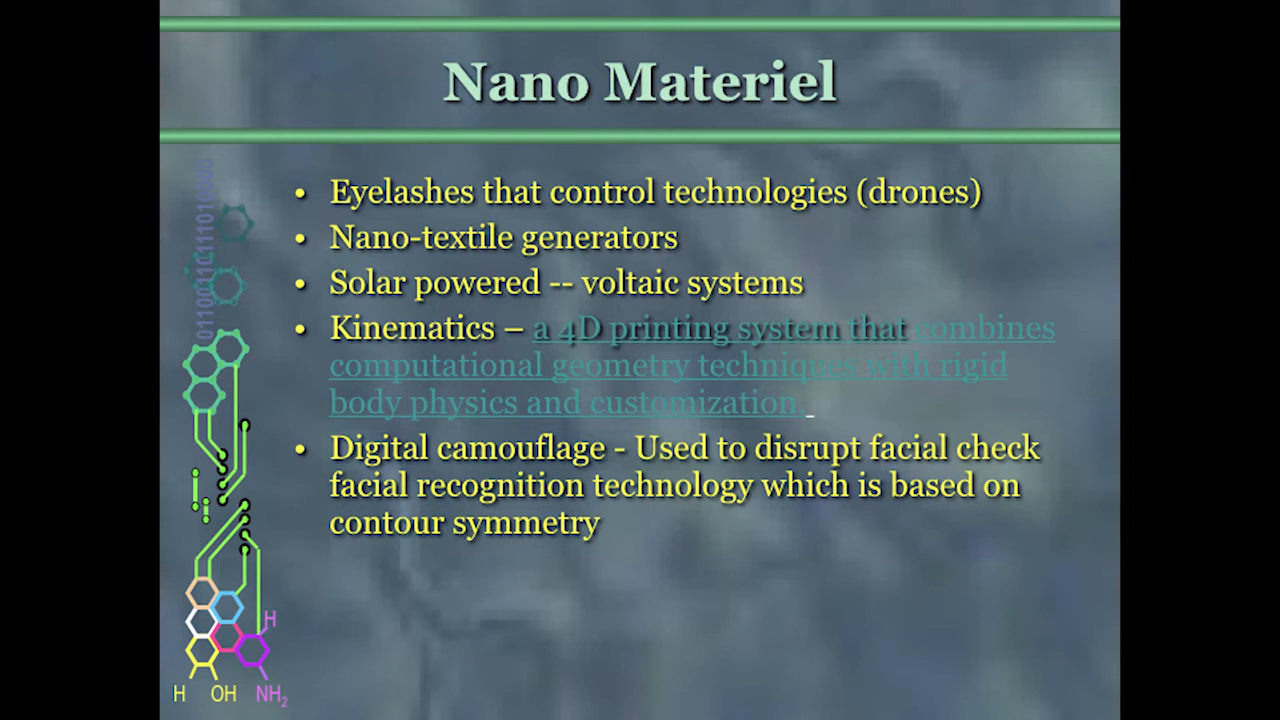 Nano Materiel
• Eyelashes that control technologies (drones)
• Nano-textile generators
• Solar powered -- voltaic systems
• Kinematics – a 4D printing system that combines
computational geometry techniques with rigid
body physics and customization.
• Digital camouflage - Used to disrupt facial check
facial recognition technology which is based on
contour symmetry
H
H OH NH₂